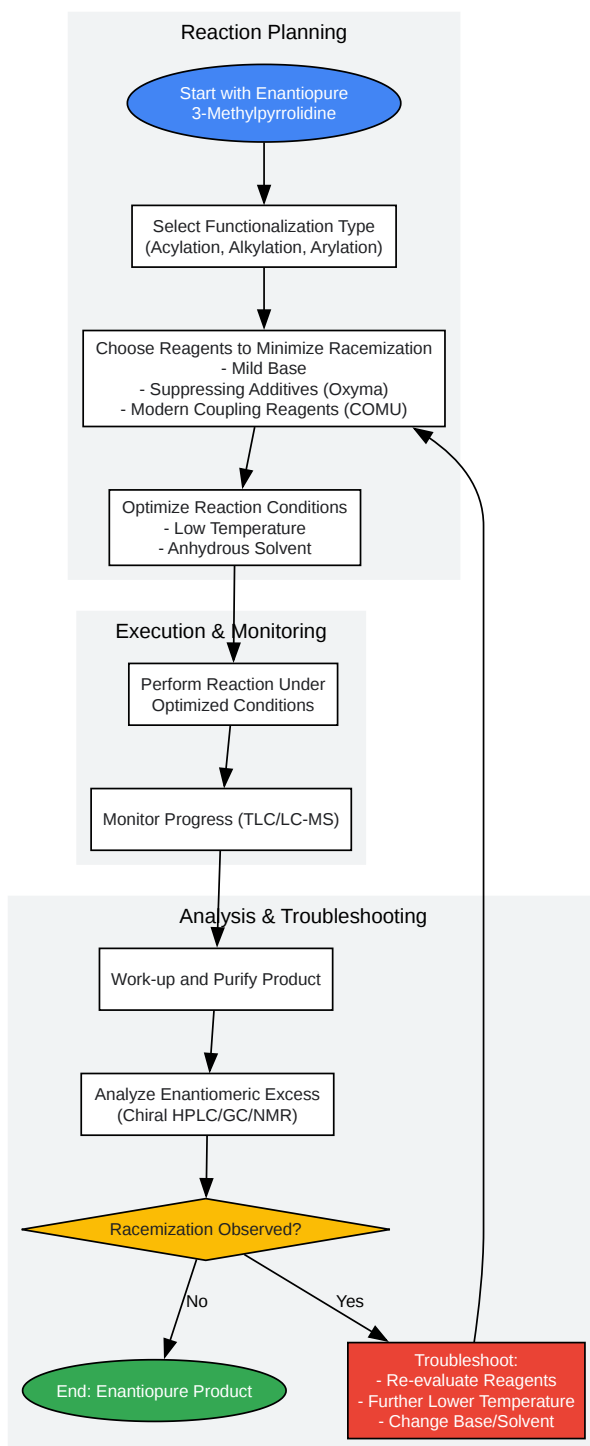 Reaction Planning
Start with Enantiopure
3-Methylpyrrolidine
Select Functionalization Type
(Acylation, Alkylation, Arylation)
Choose Reagents to Minimize Racemization
- Mild Base
- Suppressing Additives (Oxyma)
- Modern Coupling Reagents (COMU)
Optimize Reaction Conditions
- Low Temperature
- Anhydrous Solvent
Execution & Monitoring
Perform Reaction Under
Optimized Conditions
Monitor Progress (TLC/LC-MS)
Analysis & Troubleshooting
Work-up and Purify Product
Analyze Enantiomeric Excess
(Chiral HPLC/GC/NMR)
Racemization Observed?
No
Yes
End: Enantiopure Product
Troubleshoot:
- Re-evaluate Reagents
- Further Lower Temperature
- Change Base/Solvent